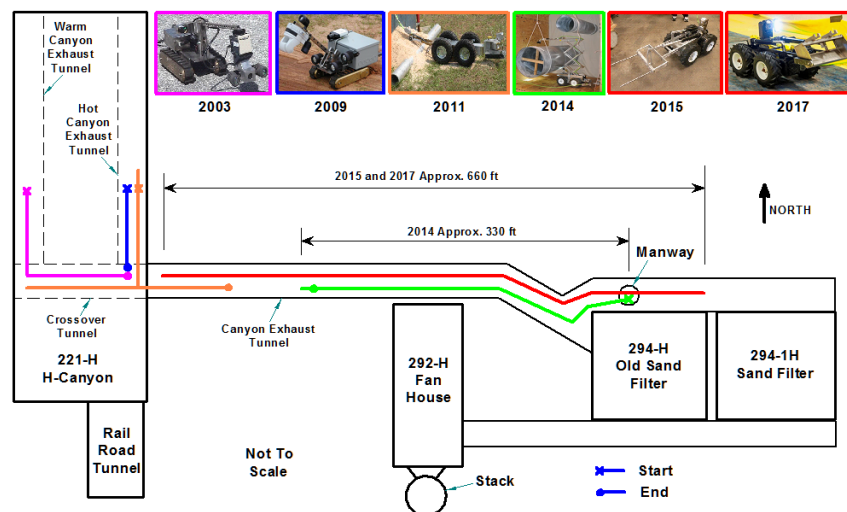 Warm
Canyon
Exhaust
Tunnel
Hot
Canyon
Exhaust
Tunnel
2003
2009
2011
2014
2015
2017
2015 and 2017 Approx. 660 ft
2014 Approx. 330 ft
NORTH
Manway
Crossover
Tunnel
Canyon Exhaust
Tunnel
221-H
H-Canyon
292-H
Fan
House
294-H
Old Sand
Filter
294-1H
Sand Filter
Rail
Road
Tunnel
Not To
Scale
Stack
Start
End